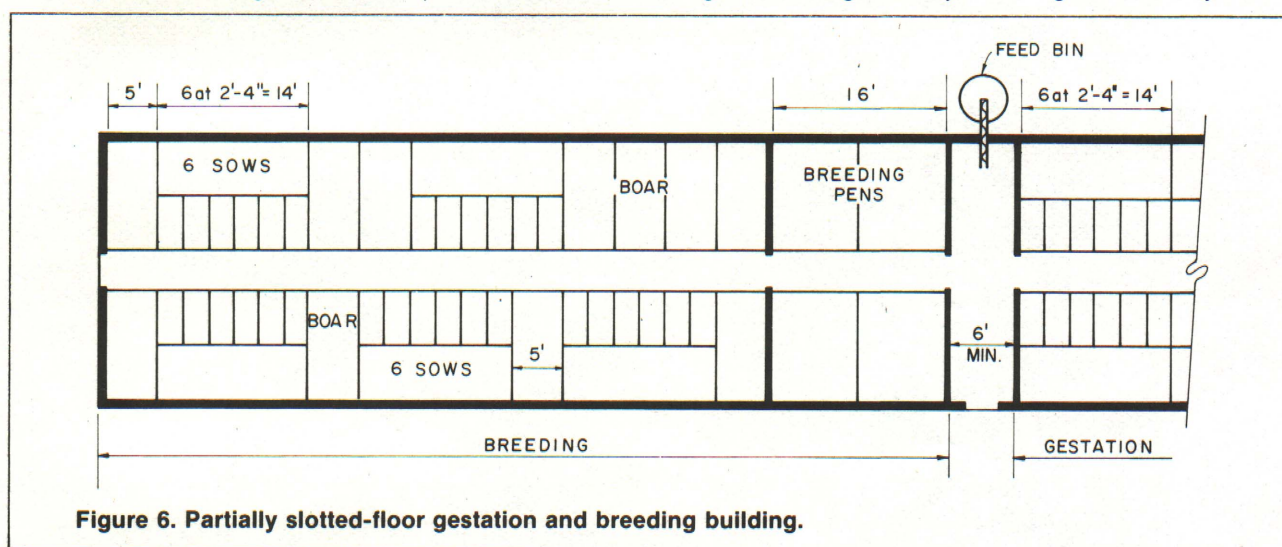 FEED BIN
5'
6 at 2'-4" = 14'
16'
6 at 2'-4" = 14'
6 SOWS
BOAR
BREEDING
PENS
BOAR
6 SOWS
5'
6'
MIN.
BREEDING
GESTATION
Figure 6. Partially slotted-floor gestation and breeding building.